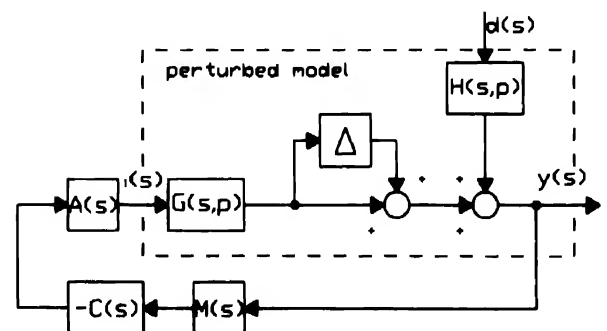 d(s)
perturbed model
H(s,p)
Δ
y(s)
ı(s)
A(s)
G(s,p)
+ +
+ +
-C(s)
M(s)